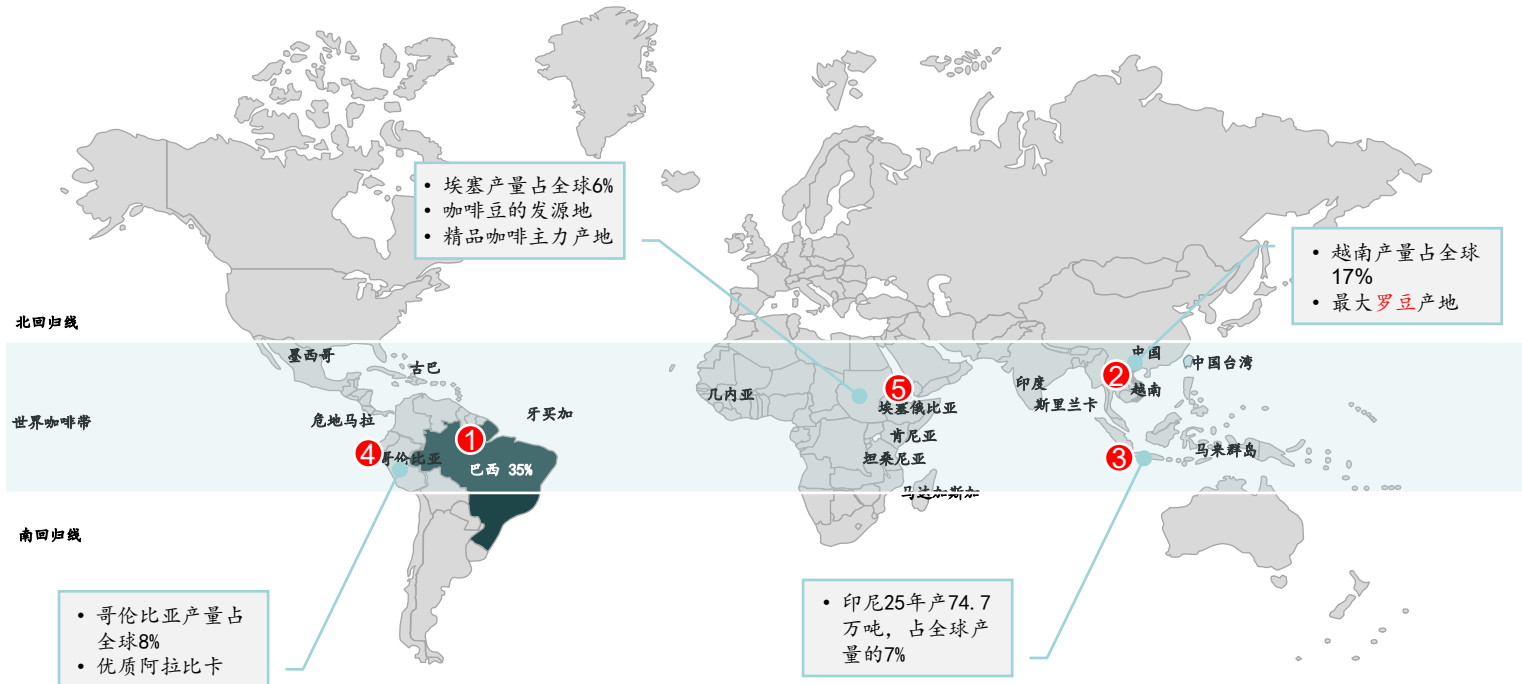 • 埃塞产量占全球6%
• 咖啡豆的发源地
• 精品咖啡主力产地
• 越南产量占全球
17%
• 最大罗豆产地
北回归线
墨西哥
古巴
中国
中国台湾
2
5
几内亚
印度
越南
斯里兰卡
埃塞俄比亚
世界咖啡带
危地马拉
牙买加
1
肯尼亚
4
哥伦比亚
巴西 35%
坦桑尼亚
3
马来群岛
马达加斯加
南回归线
• 哥伦比亚产量占
全球8%
• 优质阿拉比卡
• 印尼25年产74.7
万吨，占全球产
量的7%